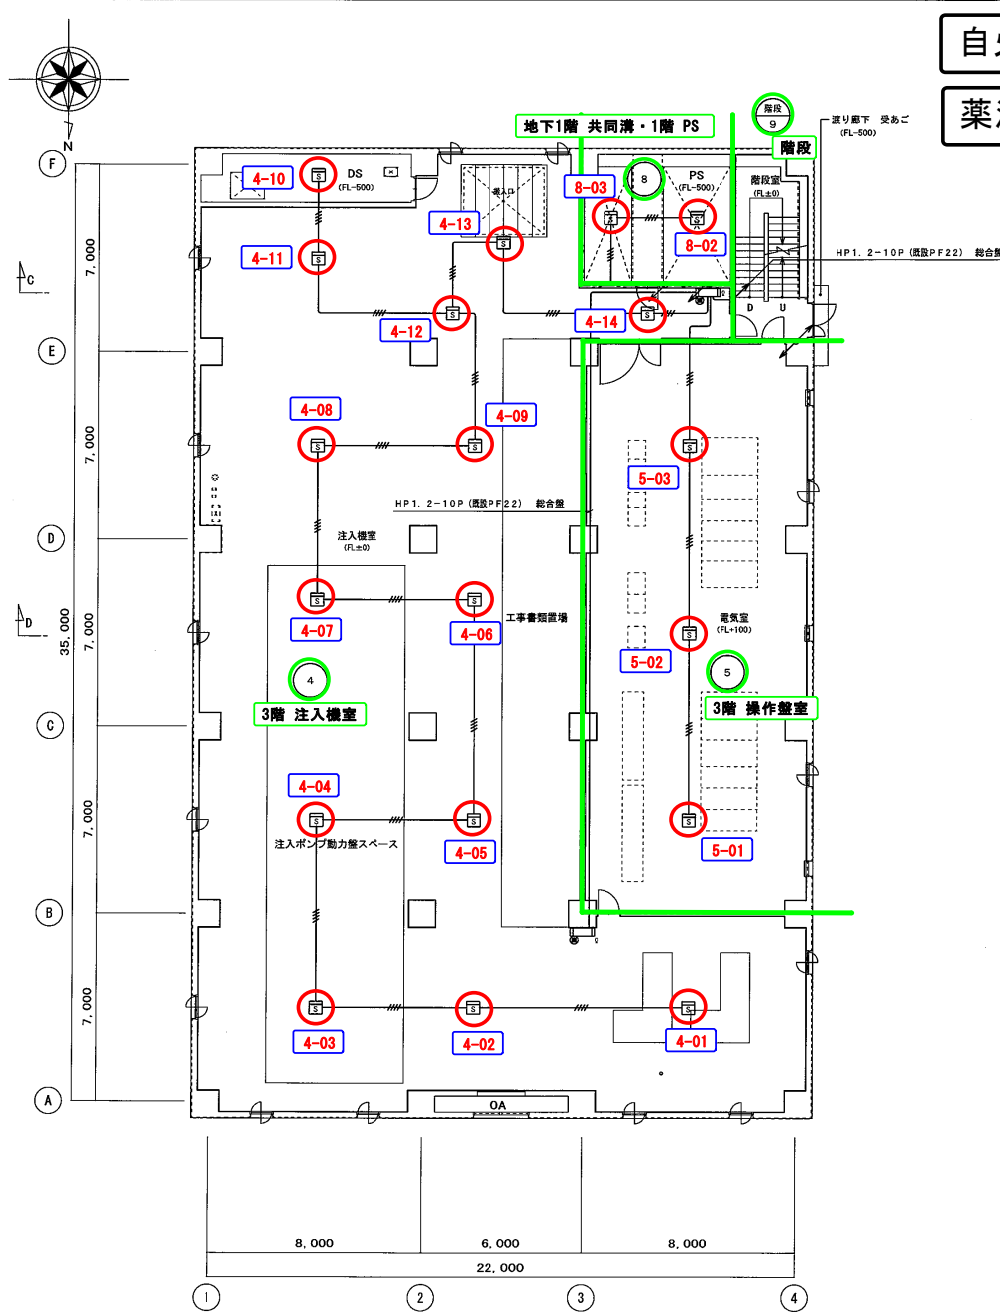 自火
薬注
N
地下1階 共同溝・1階 PS
階段
9
階段
渡り廊下 受あご
(FL-500)
F
4-10
DS
(FL-500)
搬入口
8-03
8
PS
(FL-500)
階段室
(FL±0)
4-13
8-02
4-11
HP1. 2-10P (既設PF22) 総合盤
C
7, 000
4-12
4-14
D U
E
4-08
4-09
7, 000
5-03
HP1. 2-10P (既設PF22) 総合盤
D
注入機室
(FL±0)
D
35, 000
7, 000
4-07
4-06
工事書類置場
電気室
(FL+100)
5-02
4
5
3階 注入機室
3階 操作盤室
C
4-04
7, 000
注入ポンプ動力盤スペース
4-05
5-01
B
7, 000
4-03
4-02
4-01
A
OA
8, 000
6, 000
8, 000
22, 000
1
2
3
4